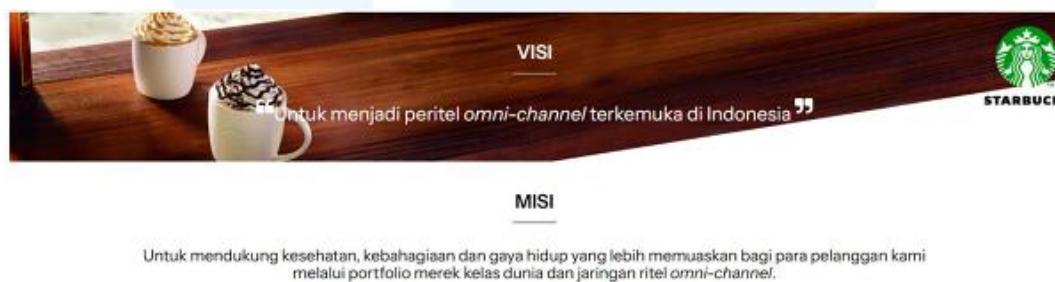 VISI
❝Untuk menjadi peritel omni-channel terkemuka di Indonesia❞
STARBUC
MISI
Untuk mendukung kesehatan, kebahagiaan dan gaya hidup yang lebih memuaskan bagi para pelanggan kami
melalui portfolio merek kelas dunia dan jaringan ritel omni-channel.